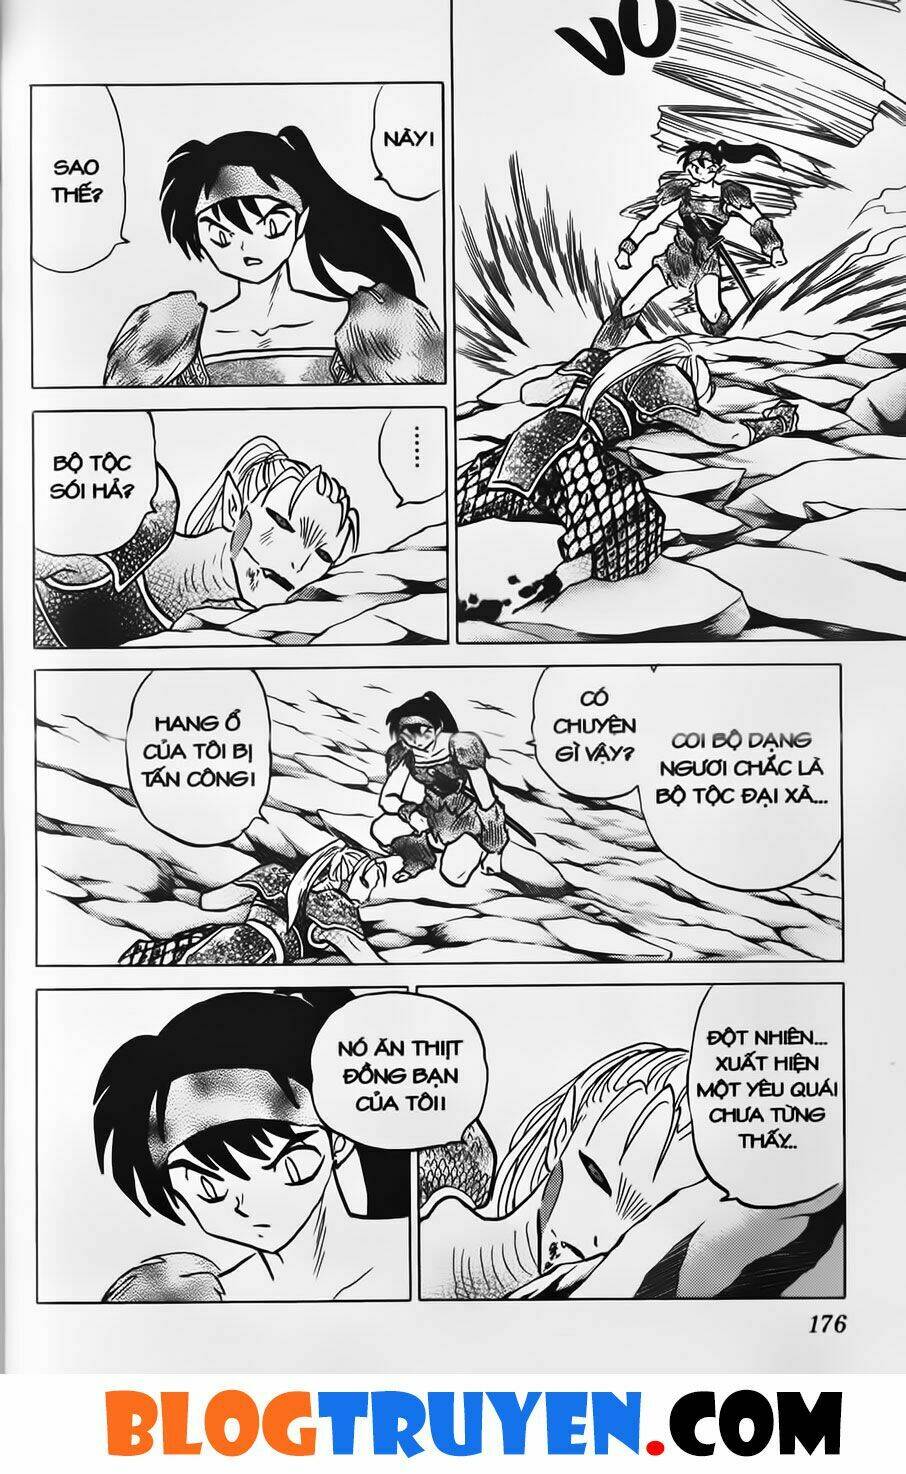 VÙ
NÀY!
SAO
THẾ?
........
BỘ TỘC
SÓI HẢ?
COI BỘ DẠNG
NGƯƠI CHẮC LÀ
BỘ TỘC ĐẠI XÀ...
CÓ
CHUYỆN
GÌ VẬY?
HANG Ổ
CỦA TÔI BỊ
TẤN CÔNG!
ĐỘT NHIÊN...
XUẤT HIỆN
MỘT YÊU QUÁI
CHƯA TỪNG
THẤY...
NÓ ĂN THỊT
ĐỒNG BẠN
CỦA TÔI!
176
BLOGTRUYEN.COM